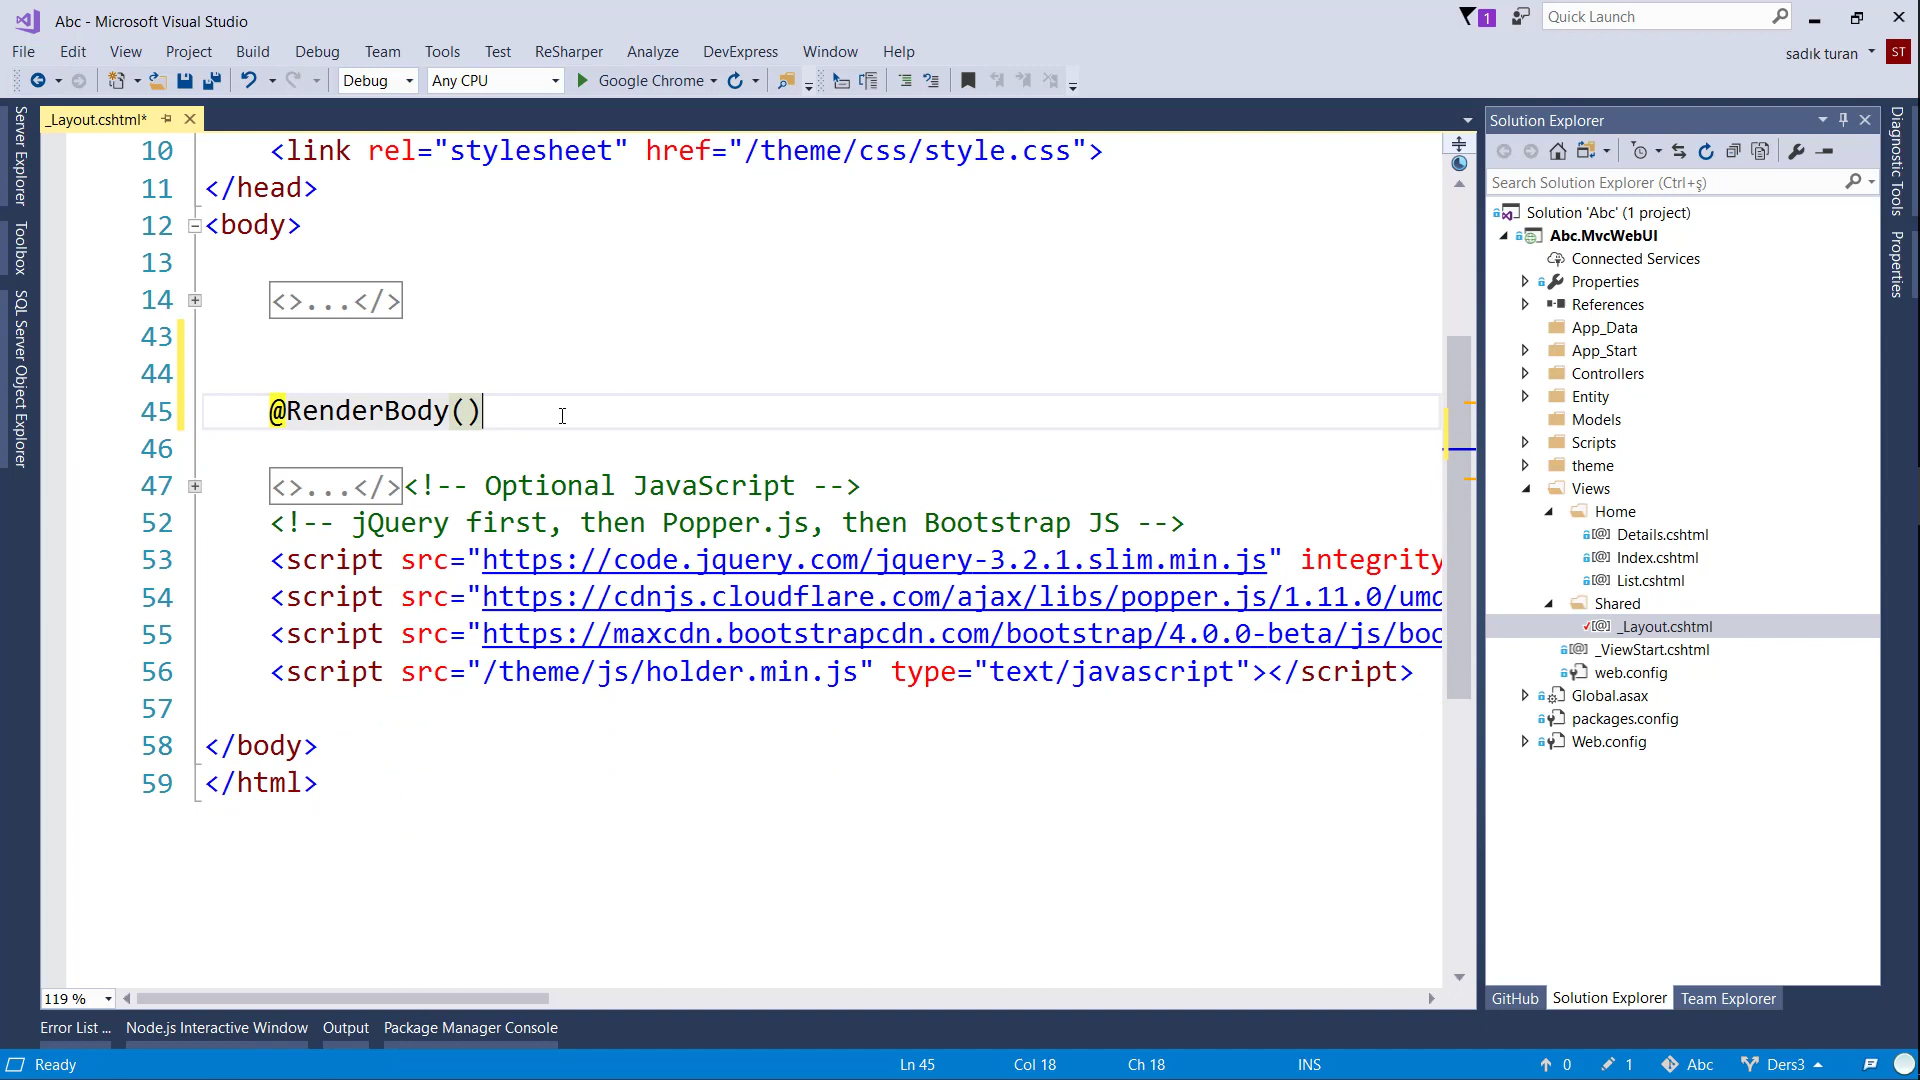 Abc - Microsoft Visual Studio
1
Quick Launch
File Edit View Project Build Debug Team Tools Test ReSharper Analyze DevExpress Window Help
sadık turan
ST
Debug
Any CPU
Google Chrome
Server Explorer
Toolbox
SQL Server Object Explorer
_Layout.cshtml*
10 <link rel="stylesheet" href="/theme/css/style.css">
11 </head>
12 <body>
13
14 <>...</>
43
44
45 @RenderBody()
46
47 <>...</><!-- Optional JavaScript -->
52 <!-- jQuery first, then Popper.js, then Bootstrap JS -->
53 <script src="https://code.jquery.com/jquery-3.2.1.slim.min.js" integrity
54 <script src="https://cdnjs.cloudflare.com/ajax/libs/popper.js/1.11.0/umd
55 <script src="https://maxcdn.bootstrapcdn.com/bootstrap/4.0.0-beta/js/boo
56 <script src="/theme/js/holder.min.js" type="text/javascript"></script>
57
58 </body>
59 </html>
119 %
Solution Explorer
Search Solution Explorer (Ctrl+ş)
Solution 'Abc' (1 project)
Abc.MvcWebUI
Connected Services
Properties
References
App_Data
App_Start
Controllers
Entity
Models
Scripts
theme
Views
Home
Details.cshtml
Index.cshtml
List.cshtml
Shared
_Layout.cshtml
_ViewStart.cshtml
web.config
Global.asax
packages.config
Web.config
GitHub
Solution Explorer
Team Explorer
Diagnostic Tools
Properties
Error List ...
Node.js Interactive Window
Output
Package Manager Console
Ready
Ln 45
Col 18
Ch 18
INS
0
1
Abc
Ders3